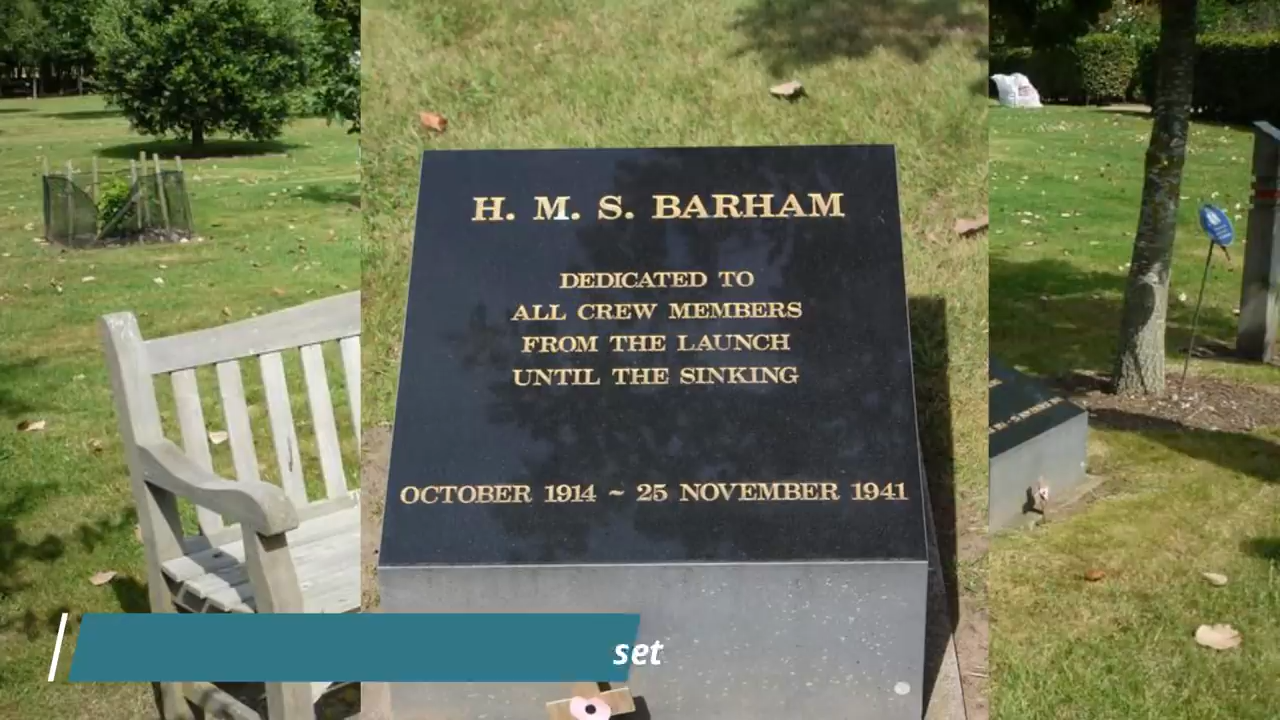 H. M. S. BARHAM
DEDICATED TO
ALL CREW MEMBERS
FROM THE LAUNCH
UNTIL THE SINKING
OCTOBER 1914 ~ 25 NOVEMBER 1941
set